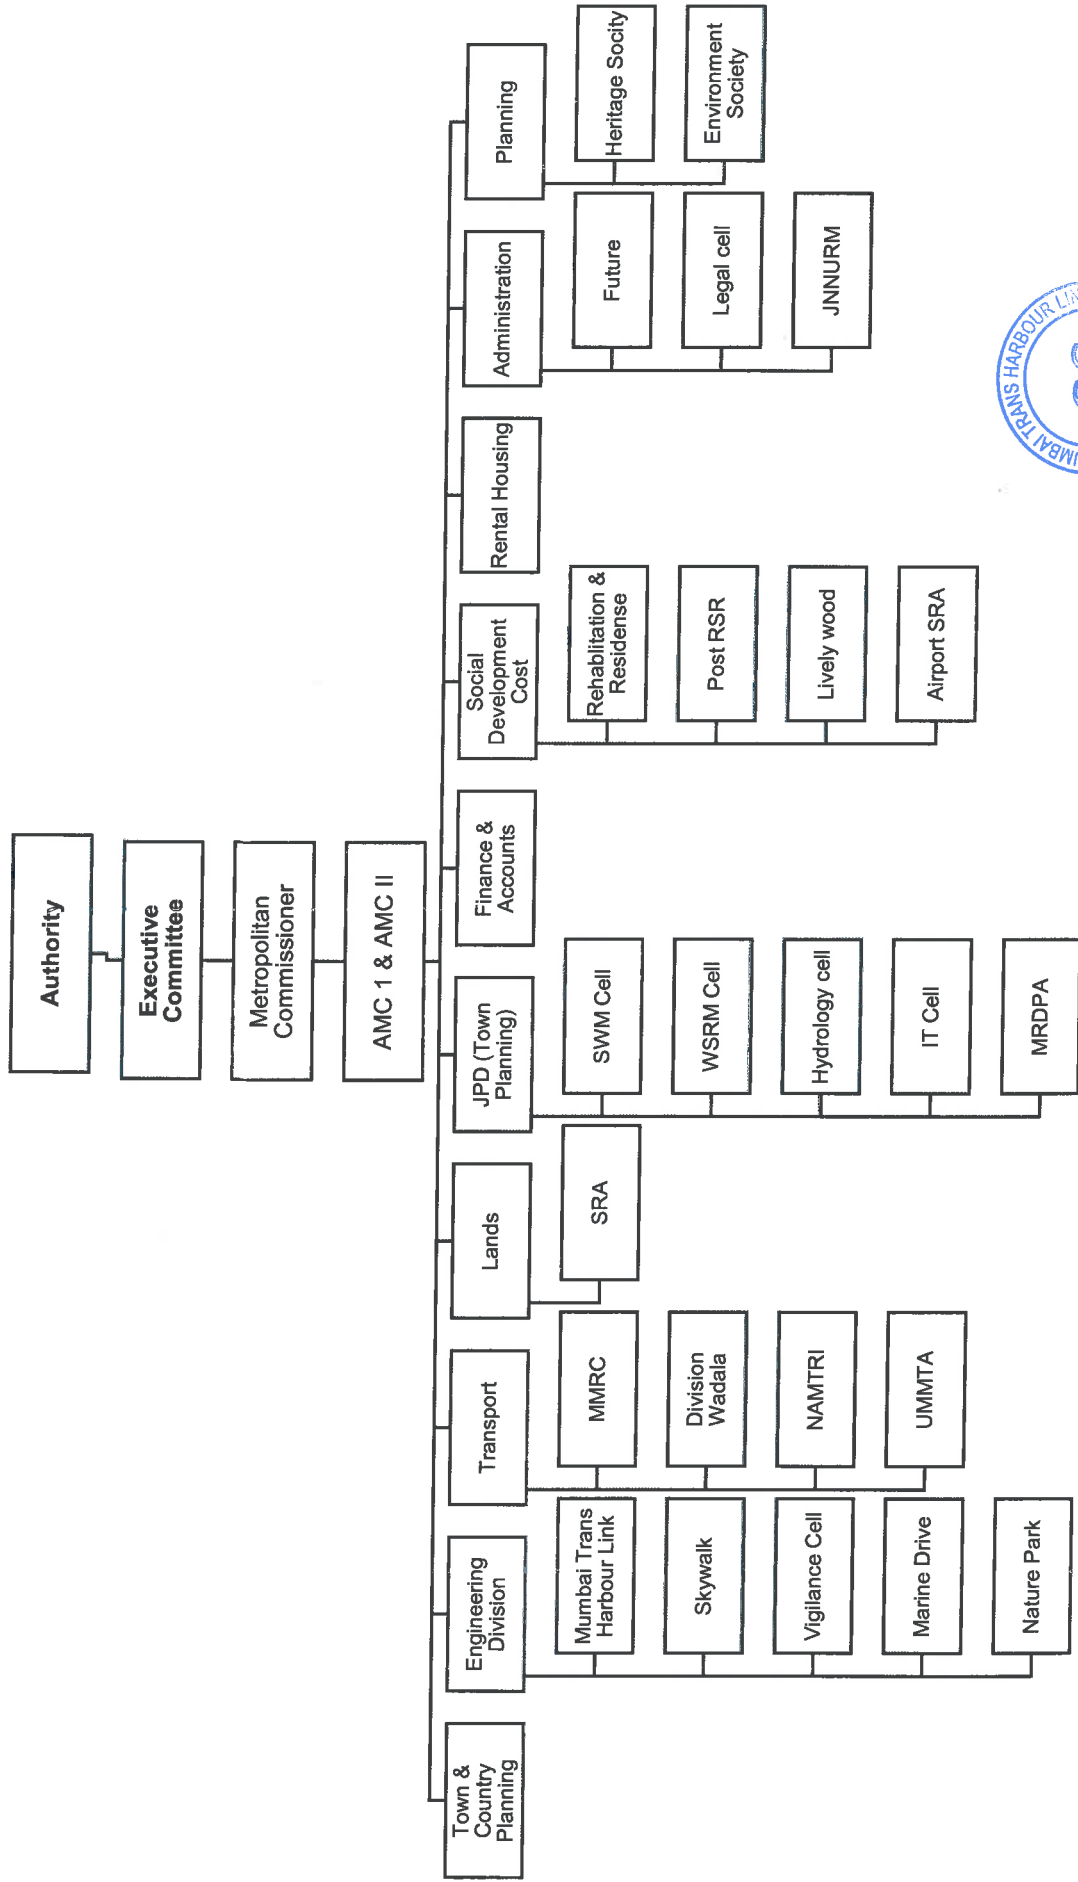 Authority
Executive
Committee
Metropolitan
Commissioner
AMC 1 & AMC II
Town &
Country
Planning
Engineering
Division
Mumbai Trans
Harbour Link
Skywalk
Vigilance Cell
Marine Drive
Nature Park
Transport
MMRC
Division
Wadala
NAMTRI
UMMTA
Lands
SRA
JPD (Town
Planning)
SWM Cell
WSRM Cell
Hydrology cell
IT Cell
MRDPA
Finance &
Accounts
Social
Development
Cost
Rehablitation &
Residense
Post RSR
Lively wood
Airport SRA
Rental Housing
Administration
Future
Legal cell
JNNURM
Planning
Heritage Socity
Environment
Society
TRANS HARBOUR